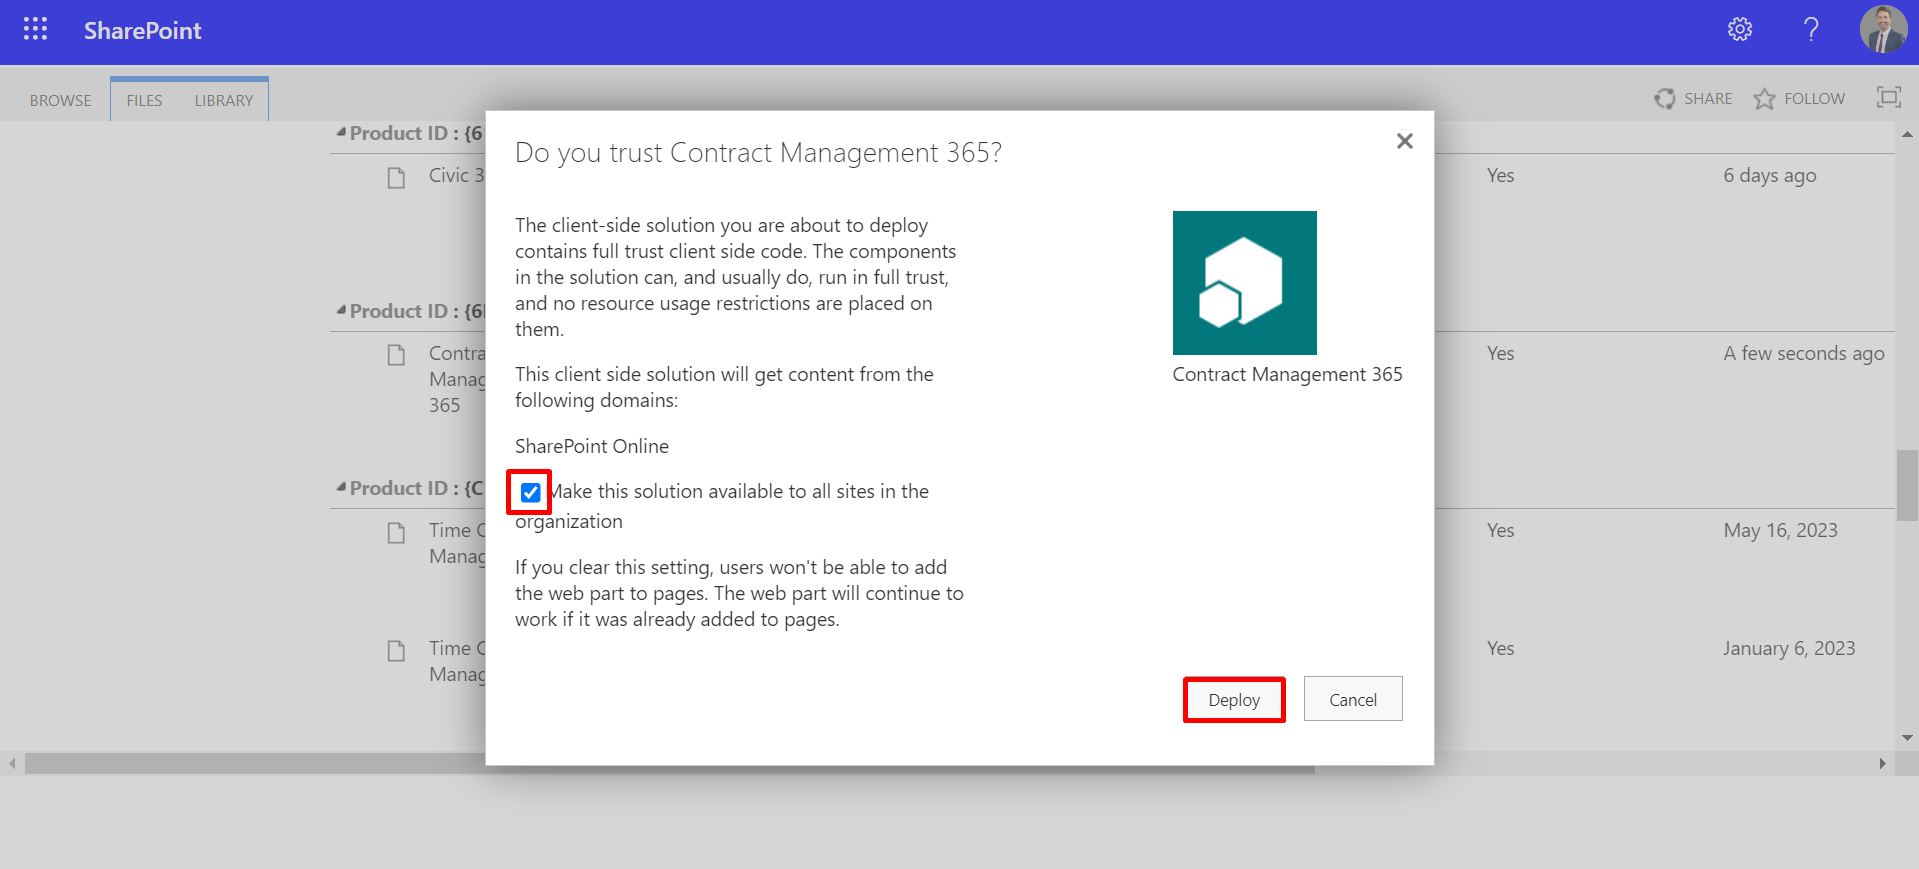 SharePoint
BROWSE
FILES
LIBRARY
SHARE
FOLLOW
Product ID : {6
Civic 3
Yes
6 days ago
Product ID : {6
Contra
Manag
365
Yes
A few seconds ago
Product ID : {C
Time C
Manag
Yes
May 16, 2023
Time C
Manag
Yes
January 6, 2023
Do you trust Contract Management 365?
The client-side solution you are about to deploy
contains full trust client side code. The components
in the solution can, and usually do, run in full trust,
and no resource usage restrictions are placed on
them.
This client side solution will get content from the
following domains:
SharePoint Online
Make this solution available to all sites in the
organization
If you clear this setting, users won't be able to add
the web part to pages. The web part will continue to
work if it was already added to pages.
Contract Management 365
Deploy
Cancel